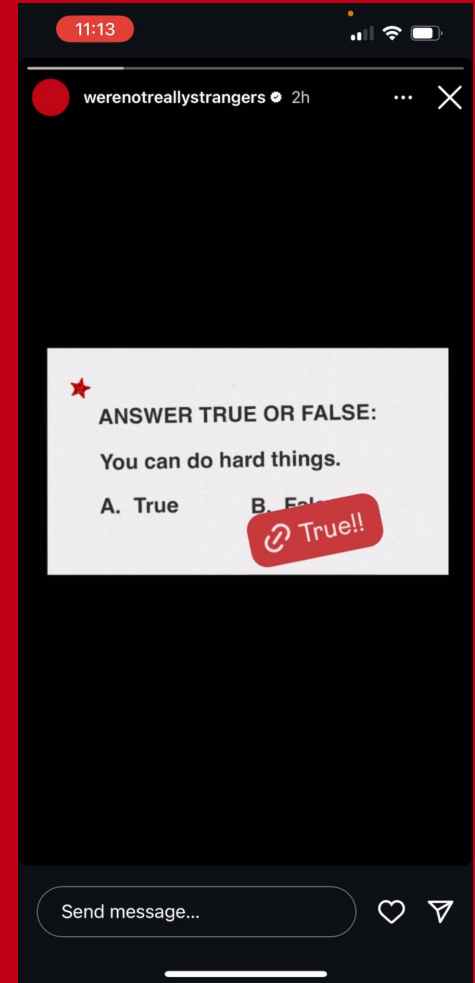 11:13
werenotreallystrangers 2h
ANSWER TRUE OR FALSE:
You can do hard things.
A. True B.
True!!
Send message...